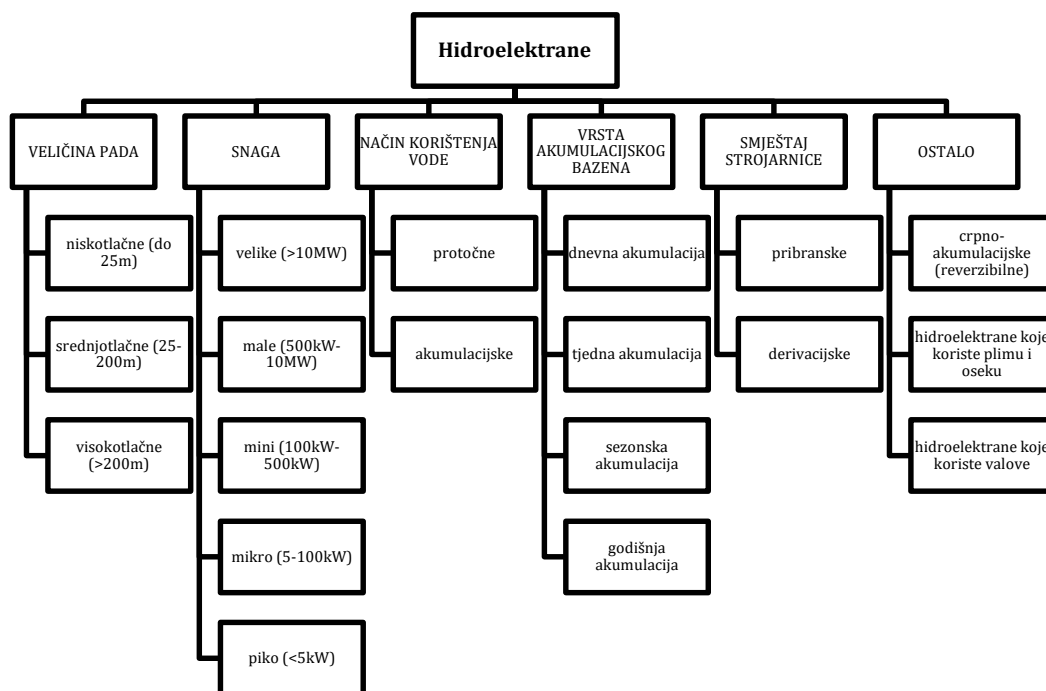 Hidroelektrane
VELIČINA PADA
niskotlačne (do
25m)
srednjotlačne (25-
200m)
visokotlačne
(>200m)
SNAGA
velike (>10MW)
male (500kW-
10MW)
mini (100kW-
500kW)
mikro (5-100kW)
piko (<5kW)
NAČIN KORIŠTENJA
VODE
protočne
akumulacijske
VRSTA
AKUMULACIJSKOG
BAZENA
dnevna akumulacija
tjedna akumulacija
sezonska
akumulacija
godišnja
akumulacija
SMJEŠTAJ
STROJARNICE
pribranske
derivacijske
OSTALO
crpno-
akumulacijske
(reverzibilne)
hidroelektrane koje
koriste plimu i
oseku
hidroelektrane koje
koriste valove